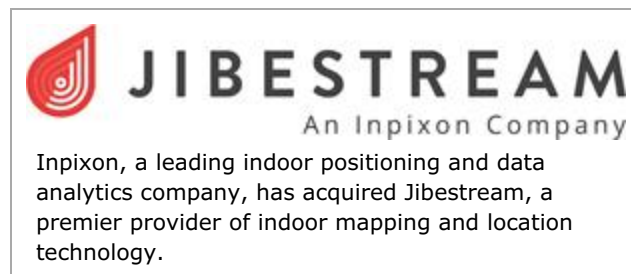 JIBESTREAM
An Inpixon Company
Inpixon, a leading indoor positioning and data
analytics company, has acquired Jibestream, a
premier provider of indoor mapping and location
technology.